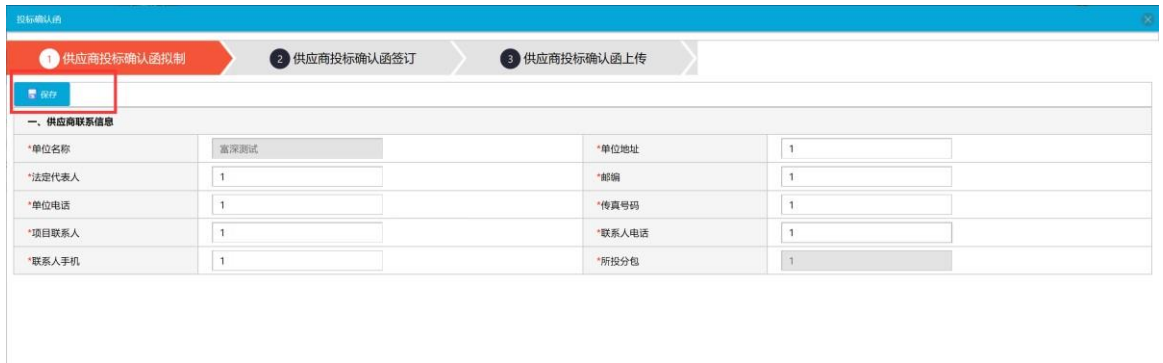 投标确认函
1 供应商投标确认函拟制 2 供应商投标确认函签订 3 供应商投标确认函上传
保存
一、供应商联系信息
*单位名称 富深测试 *单位地址 1
*法定代表人 1 *邮编 1
*单位电话 1 *传真号码 1
*项目联系人 1 *联系人电话 1
*联系人手机 1 *所投分包 1